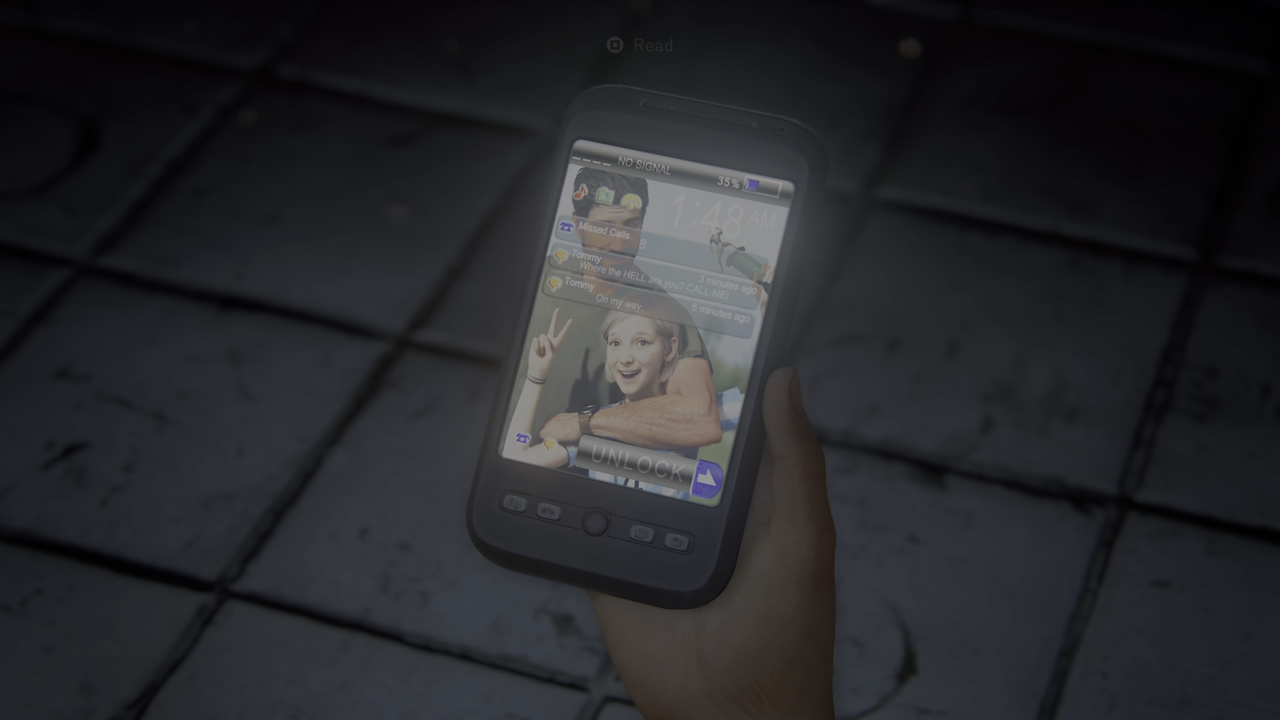 Read
NO SIGNAL
35%
1:48 AM
Missed Calls
8
Tommy
3 minutes ago
Where the HELL are you? CALL ME!
Tommy
5 minutes ago
On my way.
UNLOCK